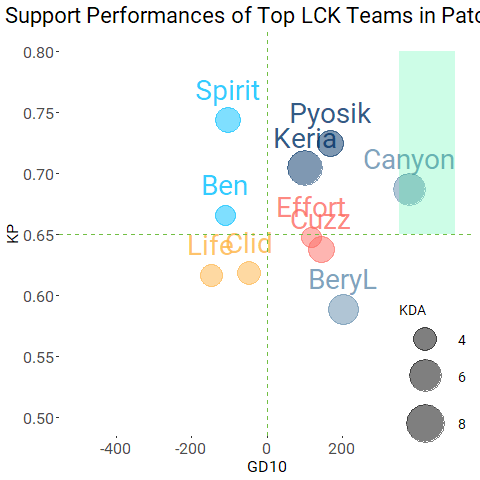 Support Performances of Top LCK Teams in Patc
0.80
Spirit
0.75
Pyosik
Keria
Canyon
0.70
Ben
Effort
Cuzz
0.65
KP
Life
Clid
BeryL
0.60
KDA
4
0.55
6
0.50
8
-400
-200
0
200
GD10